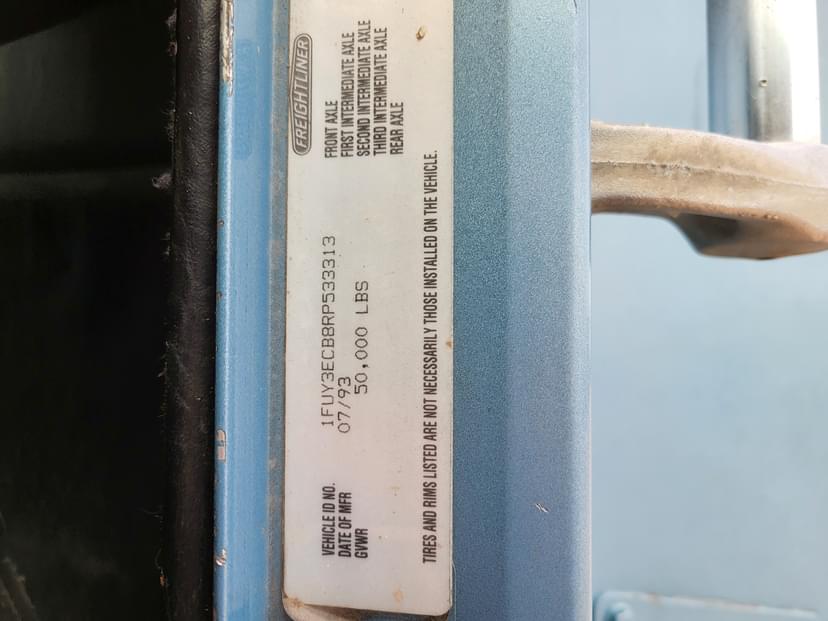 FREIGHTLINER
VEHICLE ID NO. 1FUY3ECB8RP533313 FRONT AXLE
DATE OF MFR 07/93 FIRST INTERMEDIATE AXLE
GVWR 50,000 LBS SECOND INTERMEDIATE AXLE
THIRD INTERMEDIATE AXLE
REAR AXLE
TIRES AND RIMS LISTED ARE NOT NECESSARILY THOSE INSTALLED ON THE VEHICLE.